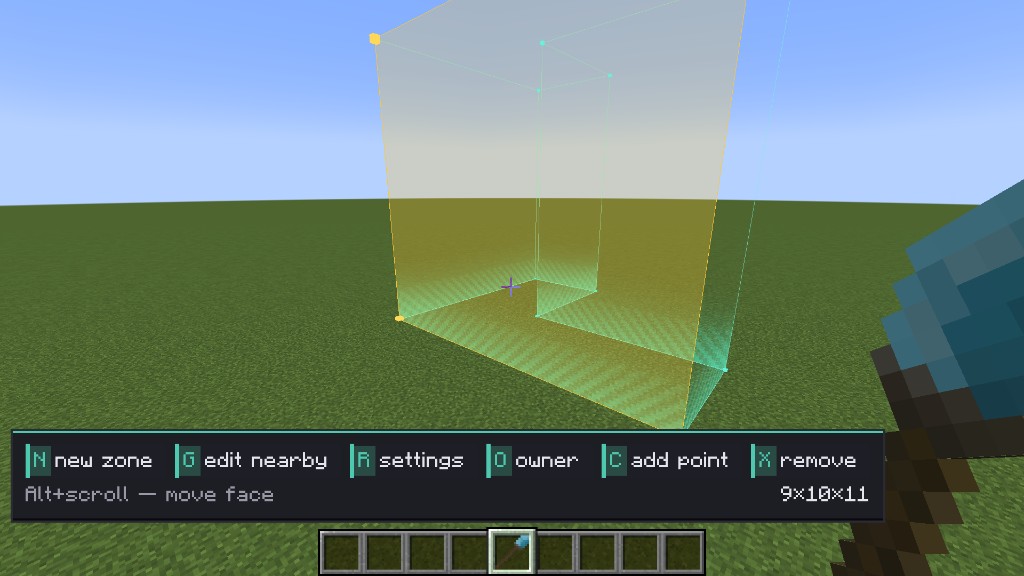 N new zone G edit nearby R settings O owner C add point X remove
Alt+scroll — move face 9×10×11